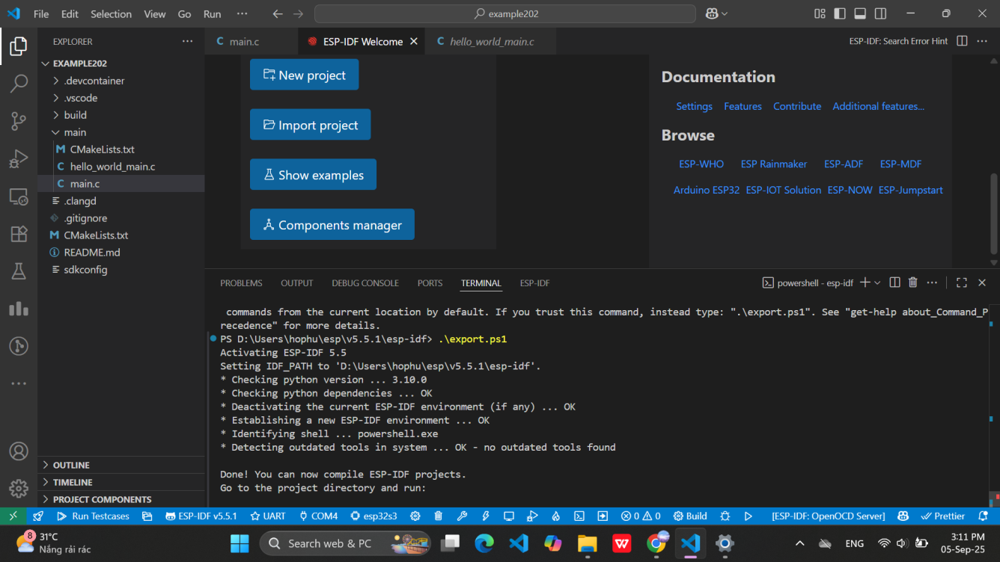 File Edit Selection View Go Run ··· example202
EXPLORER ···
main.c ESP-IDF Welcome hello_world_main.c ESP-IDF: Search Error Hint ···
EXAMPLE202
.devcontainer
.vscode
build
main
CMakeLists.txt
hello_world_main.c
main.c
.clangd
.gitignore
CMakeLists.txt
README.md
sdkconfig
OUTLINE
TIMELINE
PROJECT COMPONENTS
New project
Import project
Show examples
Components manager
Documentation
Settings Features Contribute Additional features...
Browse
ESP-WHO ESP Rainmaker ESP-ADF ESP-MDF
Arduino ESP32 ESP-IOT Solution ESP-NOW ESP-Jumpstart
PROBLEMS OUTPUT DEBUG CONSOLE PORTS TERMINAL ESP-IDF powershell - esp-idf
commands from the current location by default. If you trust this command, instead type: ".\export.ps1". See "get-help about_Command_P
recedence" for more details.
PS D:\Users\hophu\esp\v5.5.1\esp-idf> .\export.ps1
Activating ESP-IDF 5.5
Setting IDF_PATH to 'D:\Users\hophu\esp\v5.5.1\esp-idf'.
* Checking python version ... 3.10.0
* Checking python dependencies ... OK
* Deactivating the current ESP-IDF environment (if any) ... OK
* Establishing a new ESP-IDF environment ... OK
* Identifying shell ... powershell.exe
* Detecting outdated tools in system ... OK - no outdated tools found
Done! You can now compile ESP-IDF projects.
Go to the project directory and run:
Run Testcases ESP-IDF v5.5.1 UART COM4 esp32s3 0 0 Build [ESP-IDF: OpenOCD Server] Prettier
8 31°C
Nắng rải rác
Search web & PC
ENG
3:11 PM
05-Sep-25